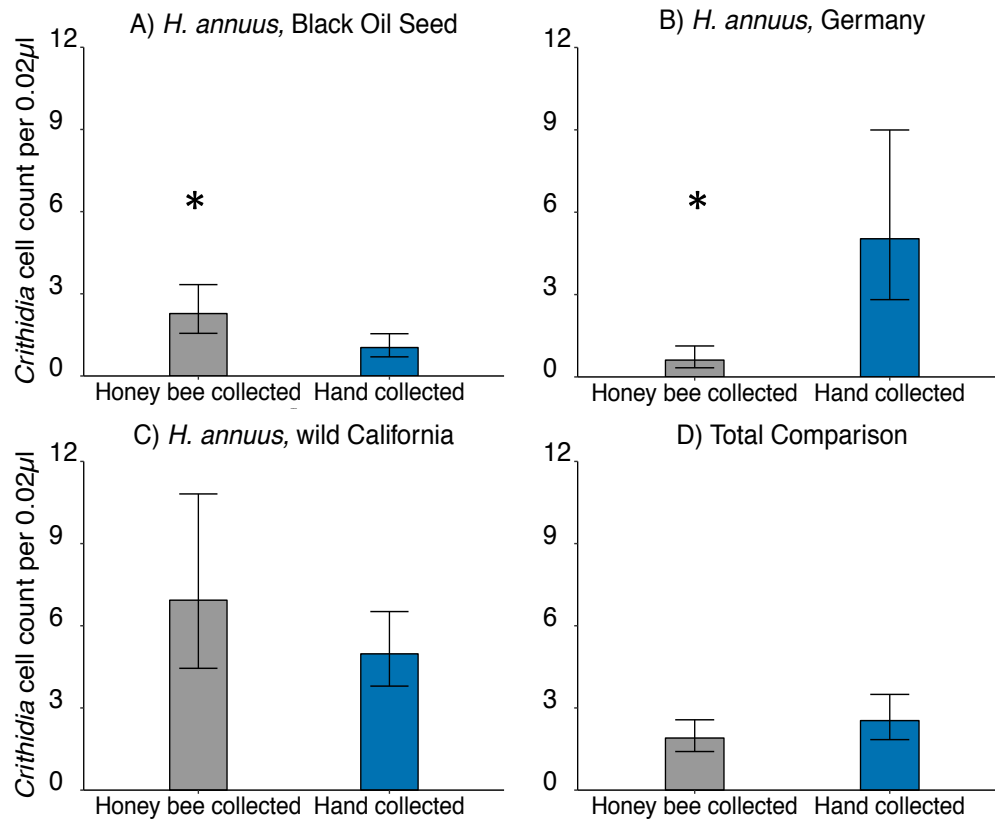 A) H. annuus, Black Oil Seed
Crithidia cell count per 0.02µl
12
9
6
3
0
*
Honey bee collected Hand collected
B) H. annuus, Germany
12
9
6
3
0
*
Honey bee collected Hand collected
C) H. annuus, wild California
Crithidia cell count per 0.02µl
12
9
6
3
0
Honey bee collected Hand collected
D) Total Comparison
12
9
6
3
0
Honey bee collected Hand collected